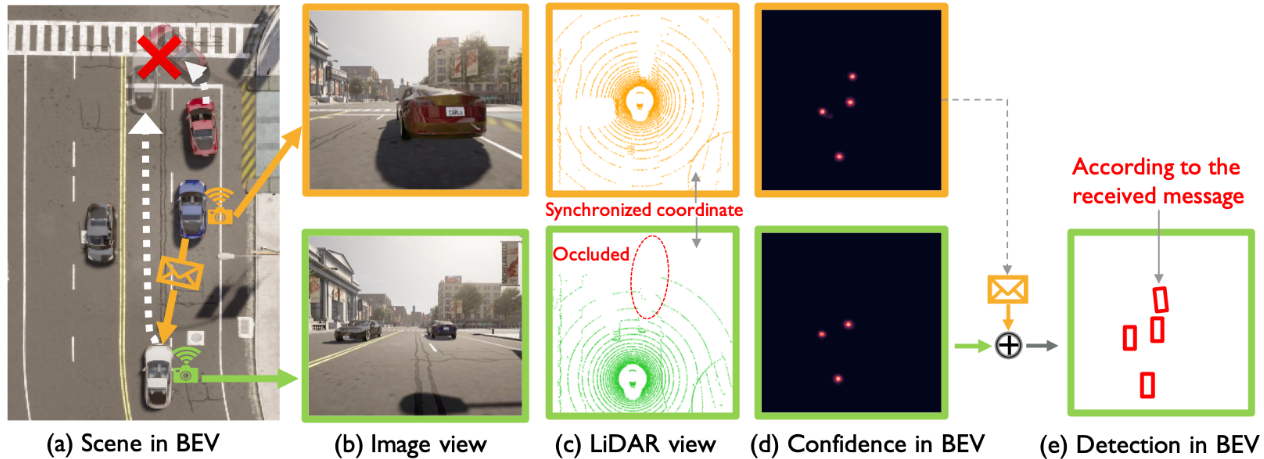 Synchronized coordinate
Occluded
According to the
received message
(a) Scene in BEV
(b) Image view
(c) LiDAR view
(d) Confidence in BEV
(e) Detection in BEV